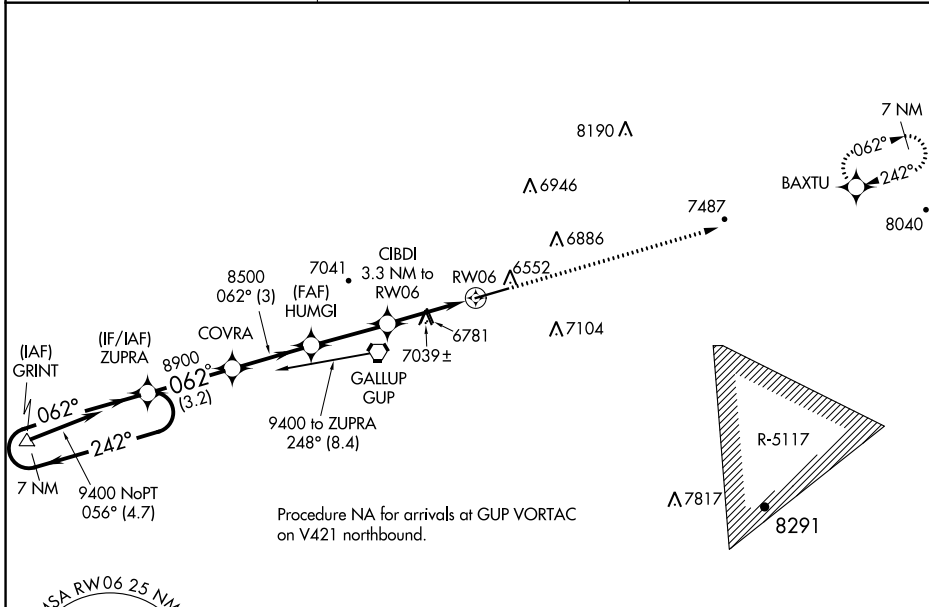 7 NM
8190
062°
242°
BAXTU
6946
7487
8040
6886
CIBDI
3.3 NM to
RW06
8500
062° (3)
7041
(FAF)
HUMGI
RW06
6552
COVRA
(IF/IAF)
ZUPRA
8900
062°
(3.2)
6781
7039±
7104
(IAF)
GRINT
062°
242°
GALLUP
GUP
9400 to ZUPRA
248° (8.4)
R-5117
7 NM
9400 NoPT
056° (4.7)
7817
8291
Procedure NA for arrivals at GUP VORTAC
on V421 northbound.
MSA RW06 25 NM